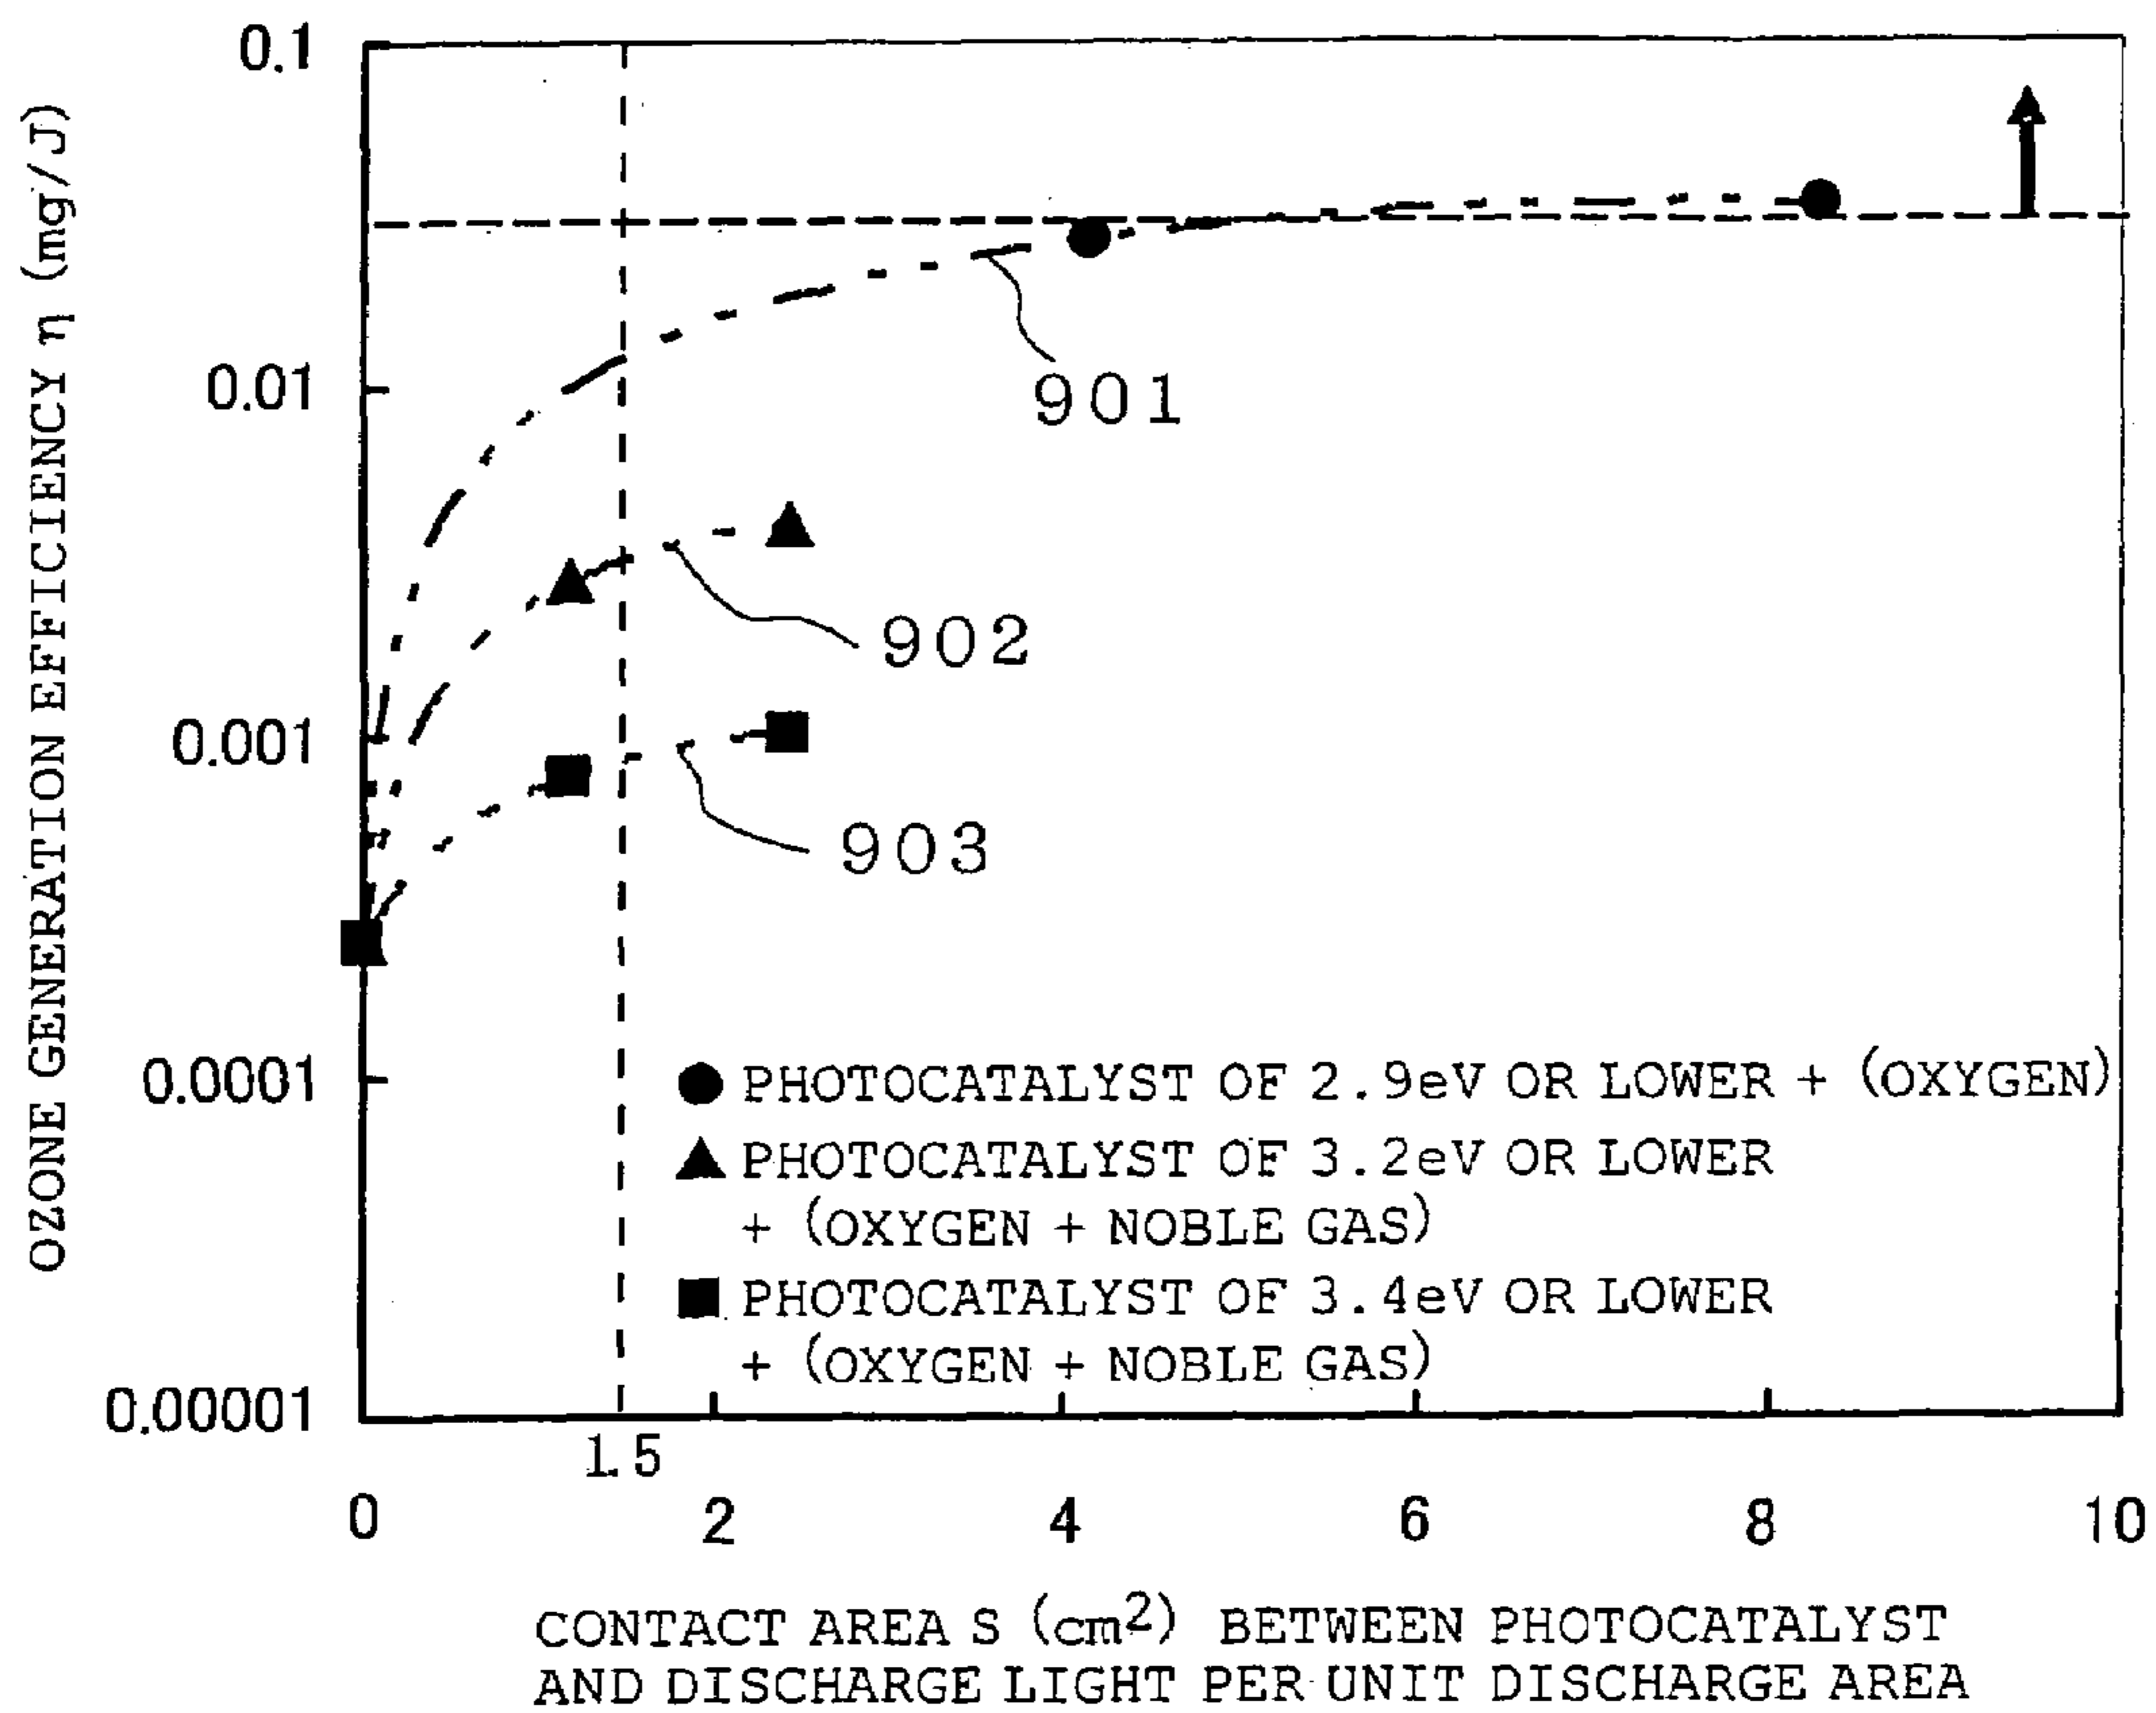 OZONE GENERATION EFFICIENCY η (mg/J)
0.1
0.01
0.001
0.0001
0.00001
901
902
903
● PHOTOCATALYST OF 2.9eV OR LOWER + (OXYGEN)
▲ PHOTOCATALYST OF 3.2eV OR LOWER
+ (OXYGEN + NOBLE GAS)
■ PHOTOCATALYST OF 3.4eV OR LOWER
+ (OXYGEN + NOBLE GAS)
1.5
0 2 4 6 8 10
CONTACT AREA S (cm2) BETWEEN PHOTOCATALYST
AND DISCHARGE LIGHT PER UNIT DISCHARGE AREA